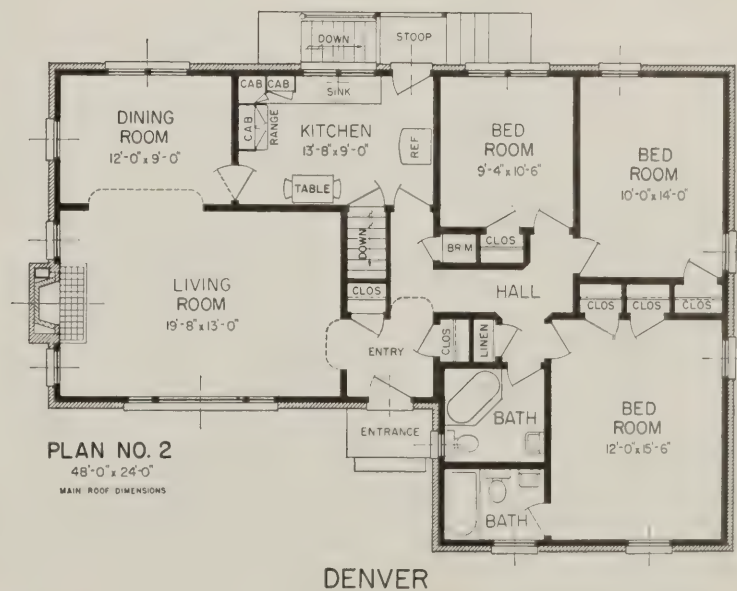 DOWN
STOOP
CAB
CAB
SINK
CAB
RANGE
DINING
ROOM
12'-0" x 9'-0"
KITCHEN
13'-8" x 9'-0"
REF
TABLE
BED
ROOM
9'-4" x 10'-6"
BED
ROOM
10'-0" x 14'-0"
DOWN
BR M
CLOS
LIVING
ROOM
19'-8" x 13'-0"
CLOS
HALL
CLOS
CLOS
CLOS
ENTRY
CLOS
LINEN
ENTRANCE
BATH
BED
ROOM
12'-0" x 15'-6"
BATH
PLAN NO. 2
48'-0" x 24'-0"
MAIN ROOF DIMENSIONS
DENVER